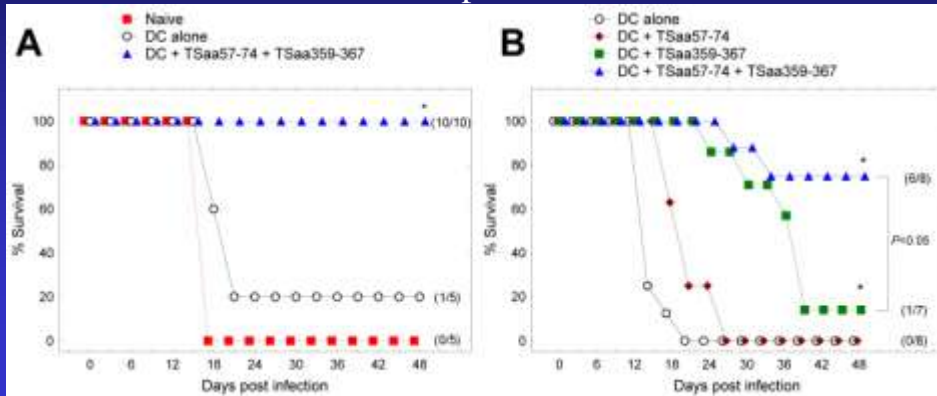 A
Naive
DC alone
DC + TSaa57-74 + TSaa359-367
% Survival
100
80
60
40
20
0
*
(10/10)
(1/5)
(0/5)
0 6 12 18 24 30 36 42 48
Days post infection
B
DC alone
DC + TSaa57-74
DC + TSaa359-367
DC + TSaa57-74 + TSaa359-367
% Survival
100
80
60
40
20
0
*
(6/8)
P<0.05
*
(1/7)
(0/8)
0 6 12 18 24 30 36 42 48
Days post infection